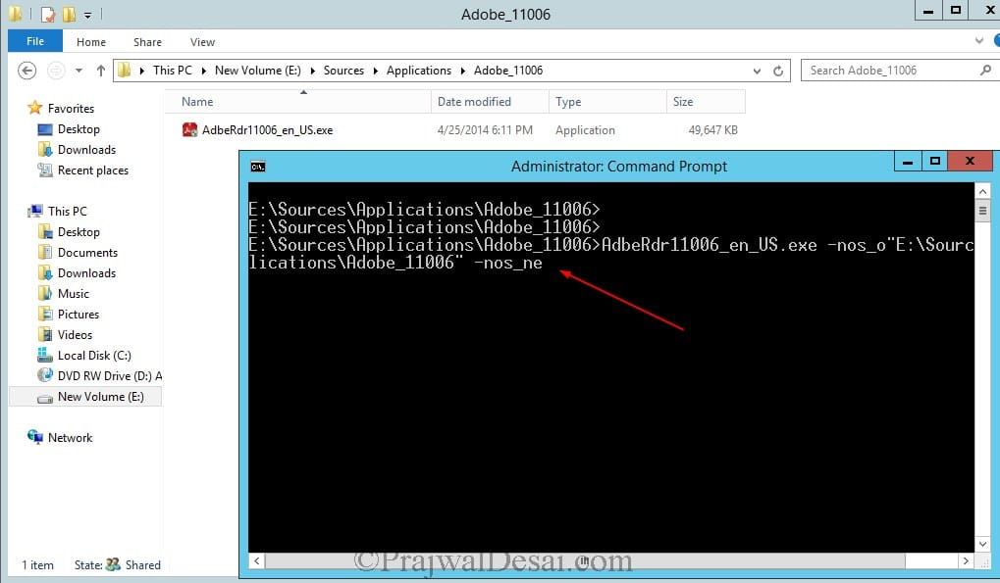 Adobe_11006
File Home Share View
This PC New Volume (E:) Sources Applications Adobe_11006
Search Adobe_11006
Name Date modified Type Size
AdbeRdr11006_en_US.exe 4/25/2014 6:11 PM Application 49,647 KB
Favorites
Desktop
Downloads
Recent places
This PC
Desktop
Documents
Downloads
Music
Pictures
Videos
Local Disk (C:)
DVD RW Drive (D:) A
New Volume (E:)
Network
1 item State: Shared
C:\.
Administrator: Command Prompt
E:\Sources\Applications\Adobe_11006>
E:\Sources\Applications\Adobe_11006>
E:\Sources\Applications\Adobe_11006>AdbeRdr11006_en_US.exe -nos_o"E:\Sourc
lications\Adobe_11006" -nos_ne
©PrajwalDesai.com